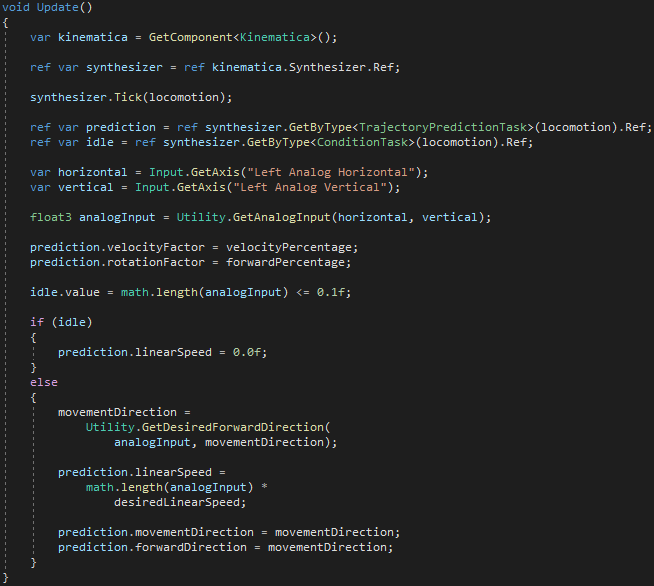 void Update()
{
    var kinematica = GetComponent<Kinematica>();
    ref var synthesizer = ref kinematica.Synthesizer.Ref;
    synthesizer.Tick(locomotion);
    ref var prediction = ref synthesizer.GetByType<TrajectoryPredictionTask>(locomotion).Ref;
    ref var idle = ref synthesizer.GetByType<ConditionTask>(locomotion).Ref;
    var horizontal = Input.GetAxis("Left Analog Horizontal");
    var vertical = Input.GetAxis("Left Analog Vertical");
    float3 analogInput = Utility.GetAnalogInput(horizontal, vertical);
    prediction.velocityFactor = velocityPercentage;
    prediction.rotationFactor = forwardPercentage;
    idle.value = math.length(analogInput) <= 0.1f;
    if (idle)
    {
        prediction.linearSpeed = 0.0f;
    }
    else
    {
        movementDirection =
            Utility.GetDesiredForwardDirection(
                analogInput, movementDirection);
        prediction.linearSpeed =
            math.length(analogInput) *
                desiredLinearSpeed;
        prediction.movementDirection = movementDirection;
        prediction.forwardDirection = movementDirection;
    }
}